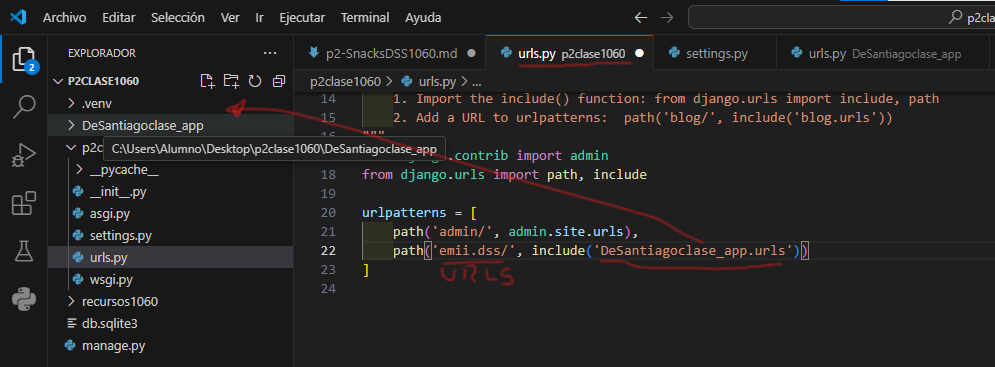 Archivo Editar Selección Ver Ir Ejecutar Terminal Ayuda
p2clas
EXPLORADOR
P2CLASE1060
.venv
DeSantiagoclase_app
C:\Users\Alumno\Desktop\p2clase1060\DeSantiagoclase_app
__pycache__
__init__.py
asgi.py
settings.py
urls.py
wsgi.py
recursos1060
db.sqlite3
manage.py
2
p2-SnacksDSS1060.md
urls.py p2clase1060
settings.py
urls.py DeSantiagoclase_app
p2clase1060 > urls.py > ...
14 1. Import the include() function: from django.urls import include, path
15 2. Add a URL to urlpatterns: path('blog/', include('blog.urls'))
16 """
.contrib import admin
18 from django.urls import path, include
19
20 urlpatterns = [
21 path('admin/', admin.site.urls),
22 path('emii.dss/', include('DeSantiagoclase_app.urls'))
23 ]
24
URLS